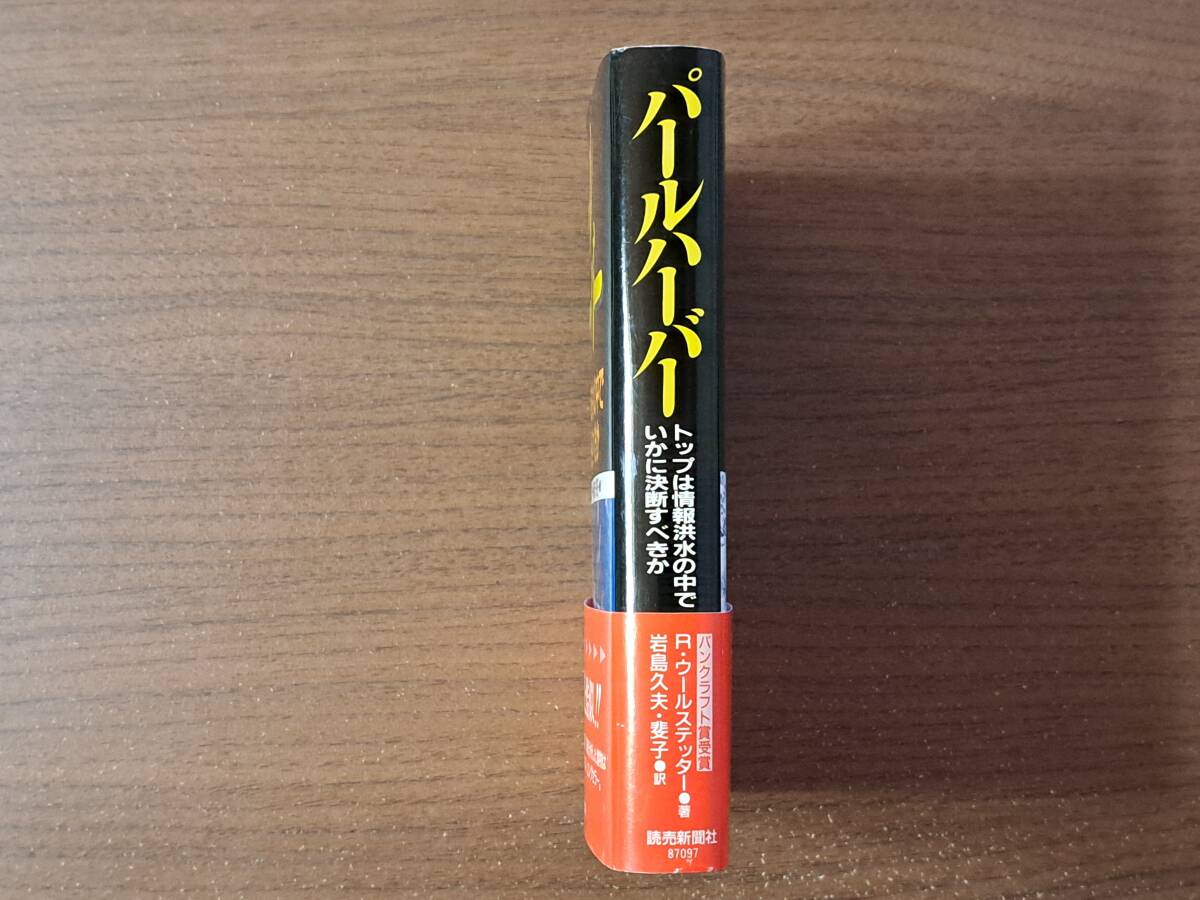 パールハーバー
トップは情報洪水の中で
いかに決断すべきか
バンクラフト賞受賞
R・ウールステッター●著
岩島久夫・斐子●訳
読売新聞社
87097